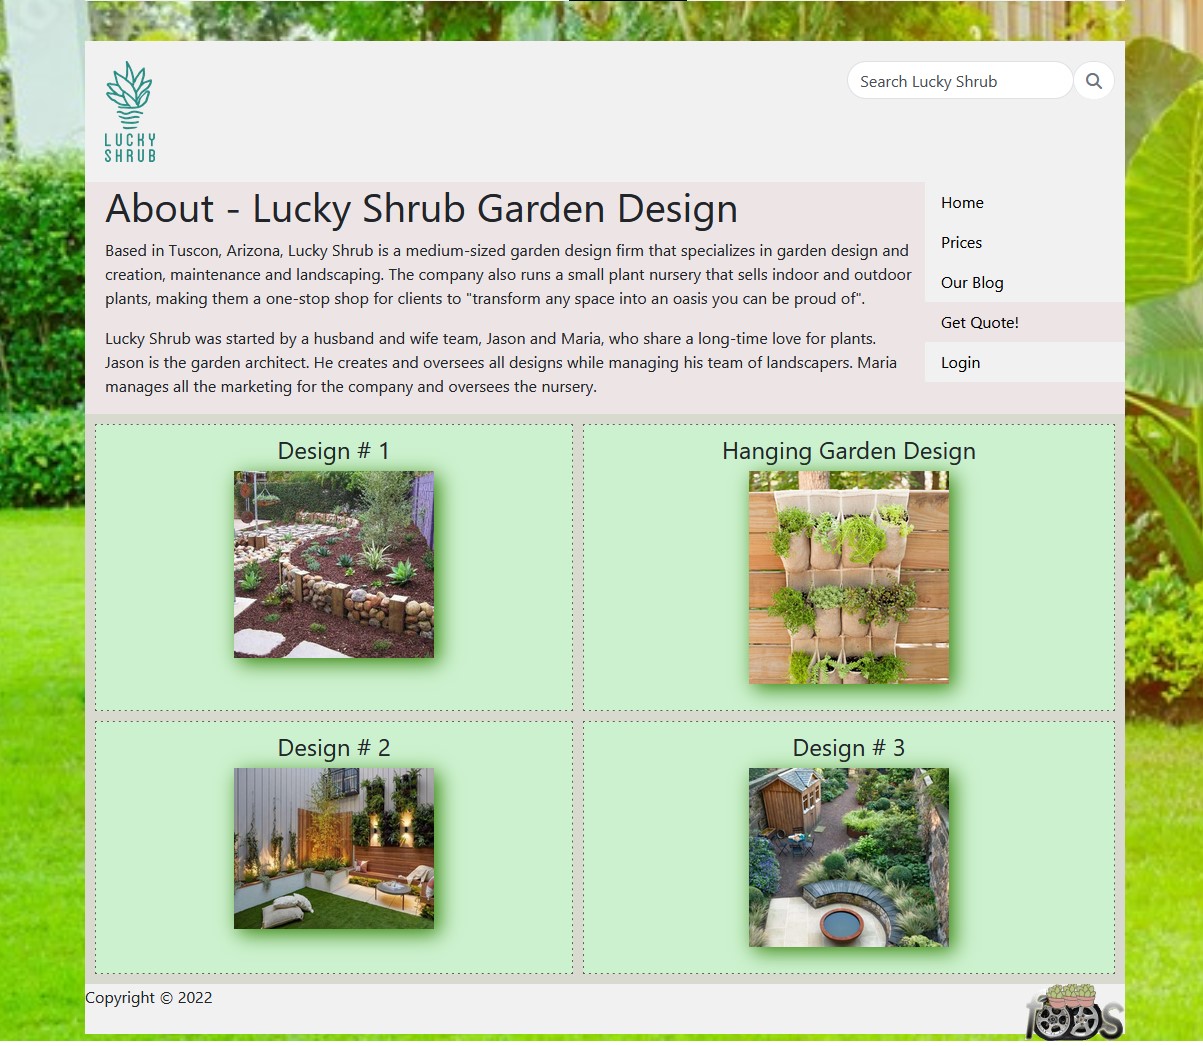 LUCKY
SHRUB
Search Lucky Shrub
About - Lucky Shrub Garden Design
Based in Tuscon, Arizona, Lucky Shrub is a medium-sized garden design firm that specializes in garden design and
creation, maintenance and landscaping. The company also runs a small plant nursery that sells indoor and outdoor
plants, making them a one-stop shop for clients to "transform any space into an oasis you can be proud of".
Lucky Shrub was started by a husband and wife team, Jason and Maria, who share a long-time love for plants.
Jason is the garden architect. He creates and oversees all designs while managing his team of landscapers. Maria
manages all the marketing for the company and oversees the nursery.
Home
Prices
Our Blog
Get Quote!
Login
Design # 1
Hanging Garden Design
Design # 2
Design # 3
Copyright © 2022